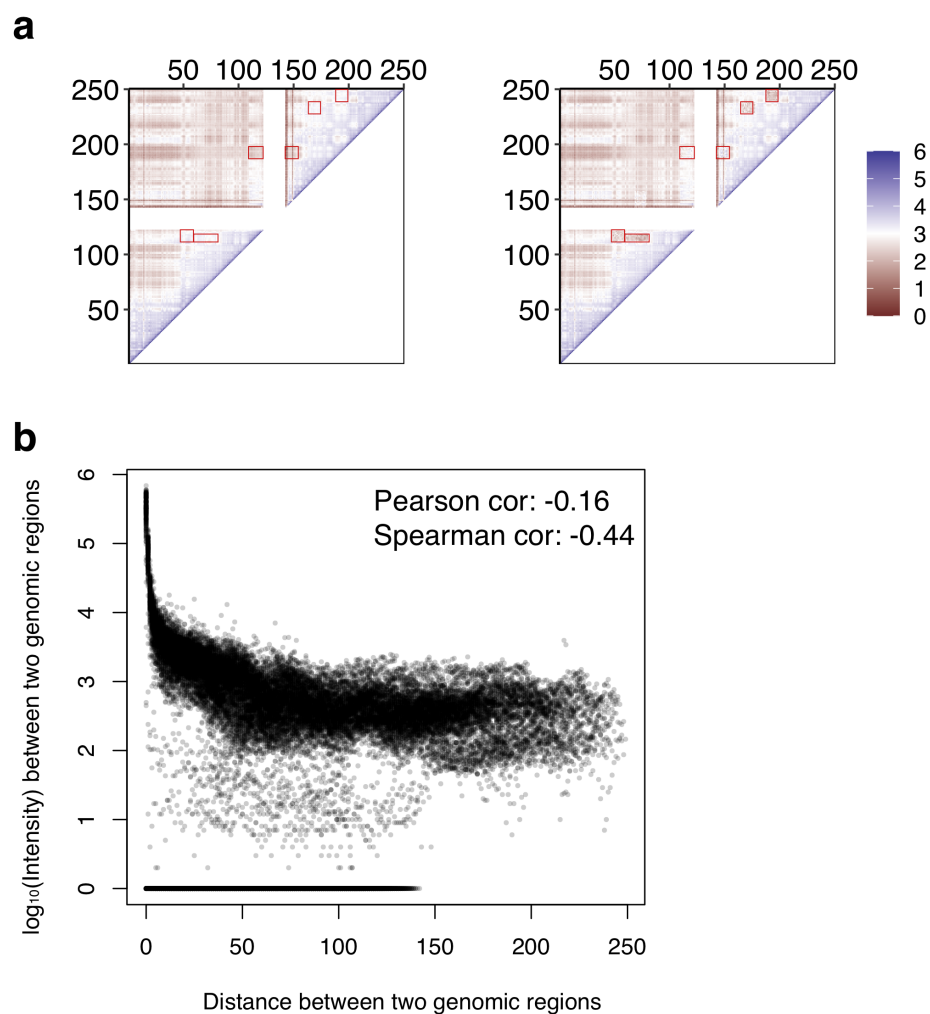 a
50 100 150 200 250
250
200
150
100
50
50 100 150 200 250
250
200
150
100
50
6
5
4
3
2
1
0
b
log₁₀(Intensity) between two genomic regions
6
5
4
3
2
1
0
Pearson cor: -0.16
Spearman cor: -0.44
0 50 100 150 200 250
Distance between two genomic regions